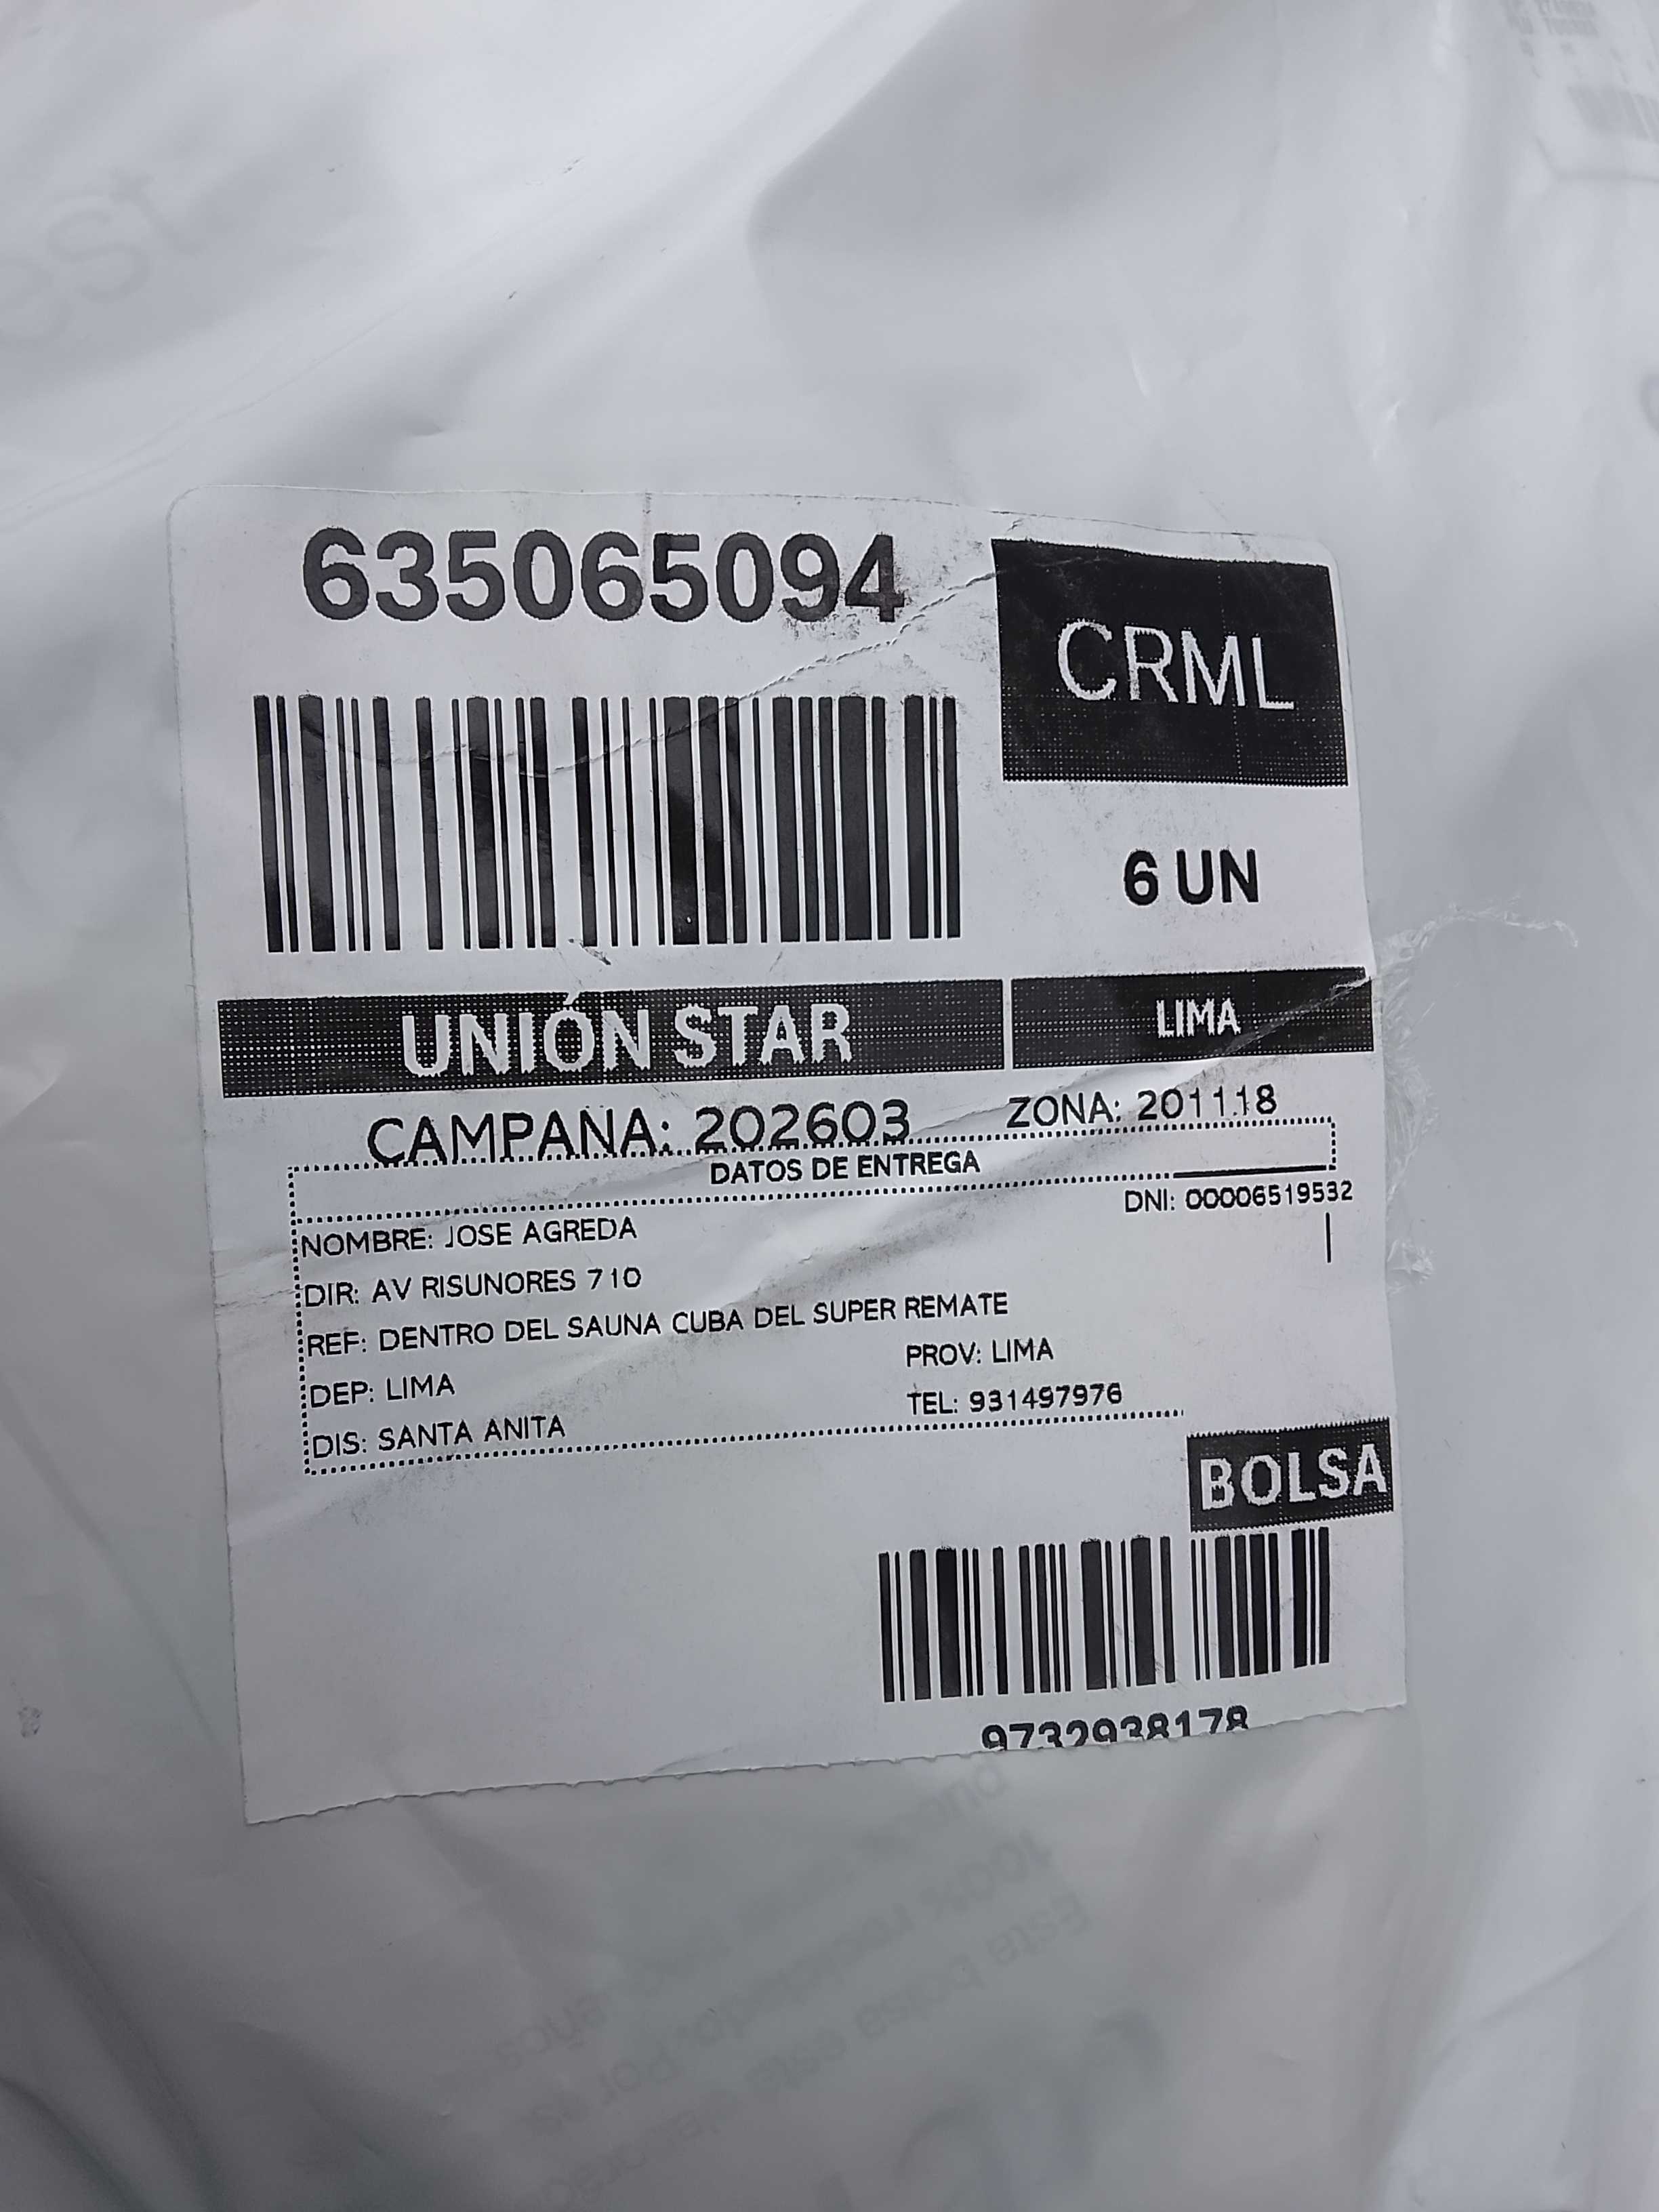 635065094
CRML
6 UN
UNIÓN STAR
LIMA
CAMPAÑA: 202603
ZONA: 201118
DATOS DE ENTREGA
DNI: 00006519532
NOMBRE: JOSE AGREDA
DIR: AV RISUNORES 710
REF: DENTRO DEL SAUNA CUBA DEL SUPER REMATE
DEP: LIMA
PROV: LIMA
DIS: SANTA ANITA
TEL: 931497976
BOLSA
9732938178